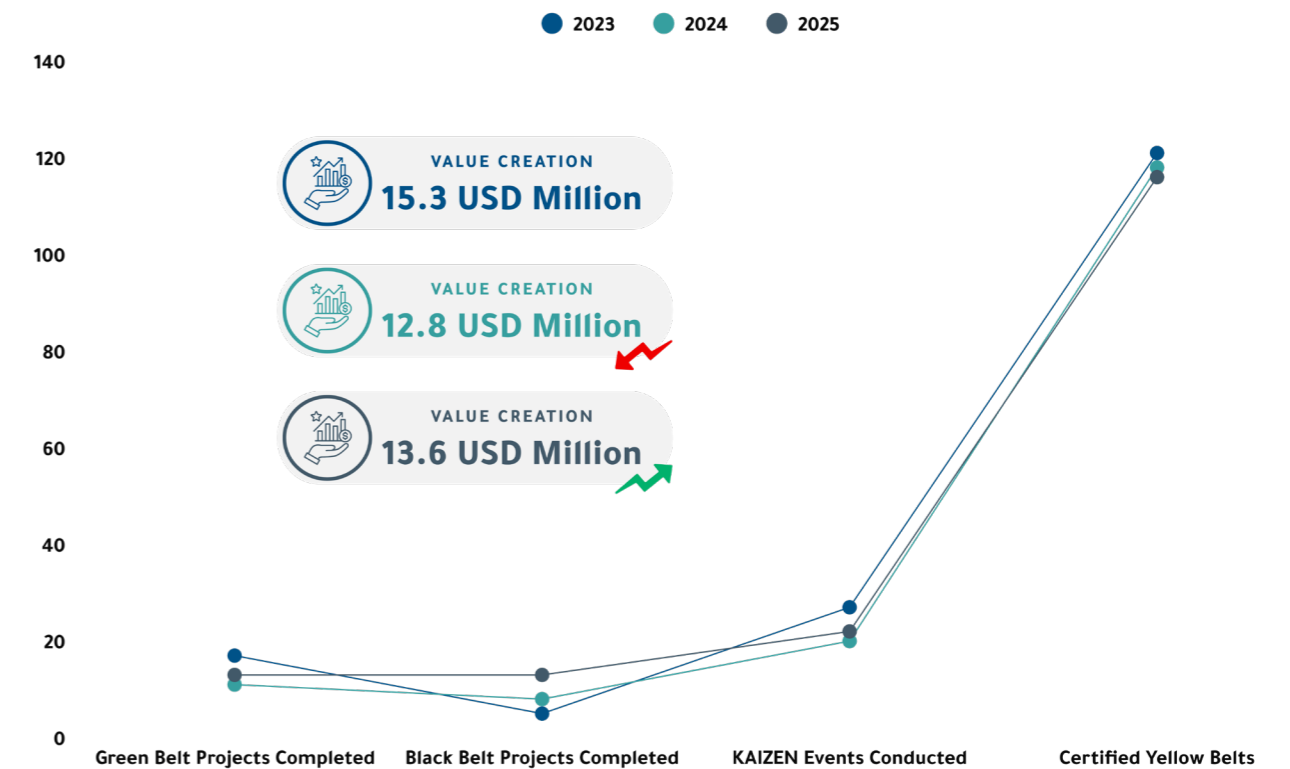 2023 2024 2025
140
120
100
80
60
40
20
0
VALUE CREATION
15.3 USD Million
VALUE CREATION
12.8 USD Million
VALUE CREATION
13.6 USD Million
Green Belt Projects Completed Black Belt Projects Completed KAIZEN Events Conducted Certified Yellow Belts